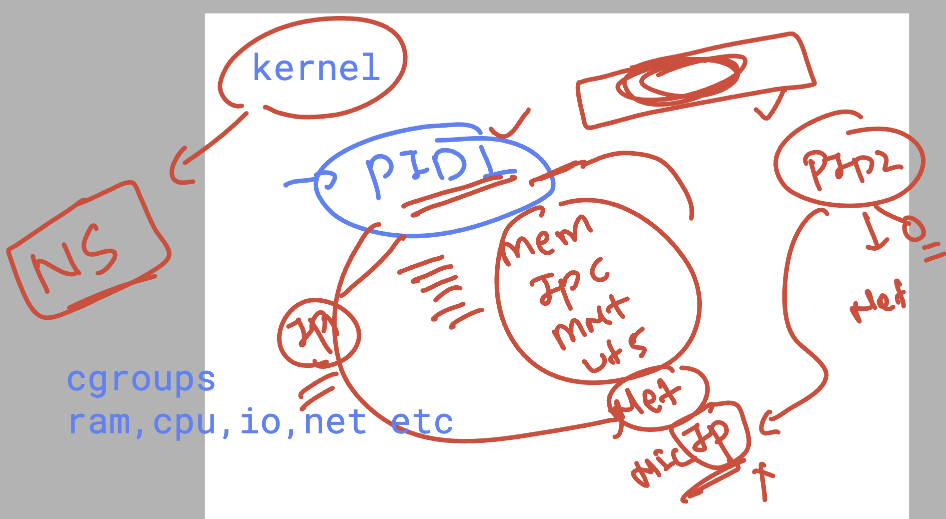 kernel
PID1
PID2
NS
mem
IPC
mnt
uts
Net
IP
Net
NIC
IP
cgroups
ram,cpu,io,net etc